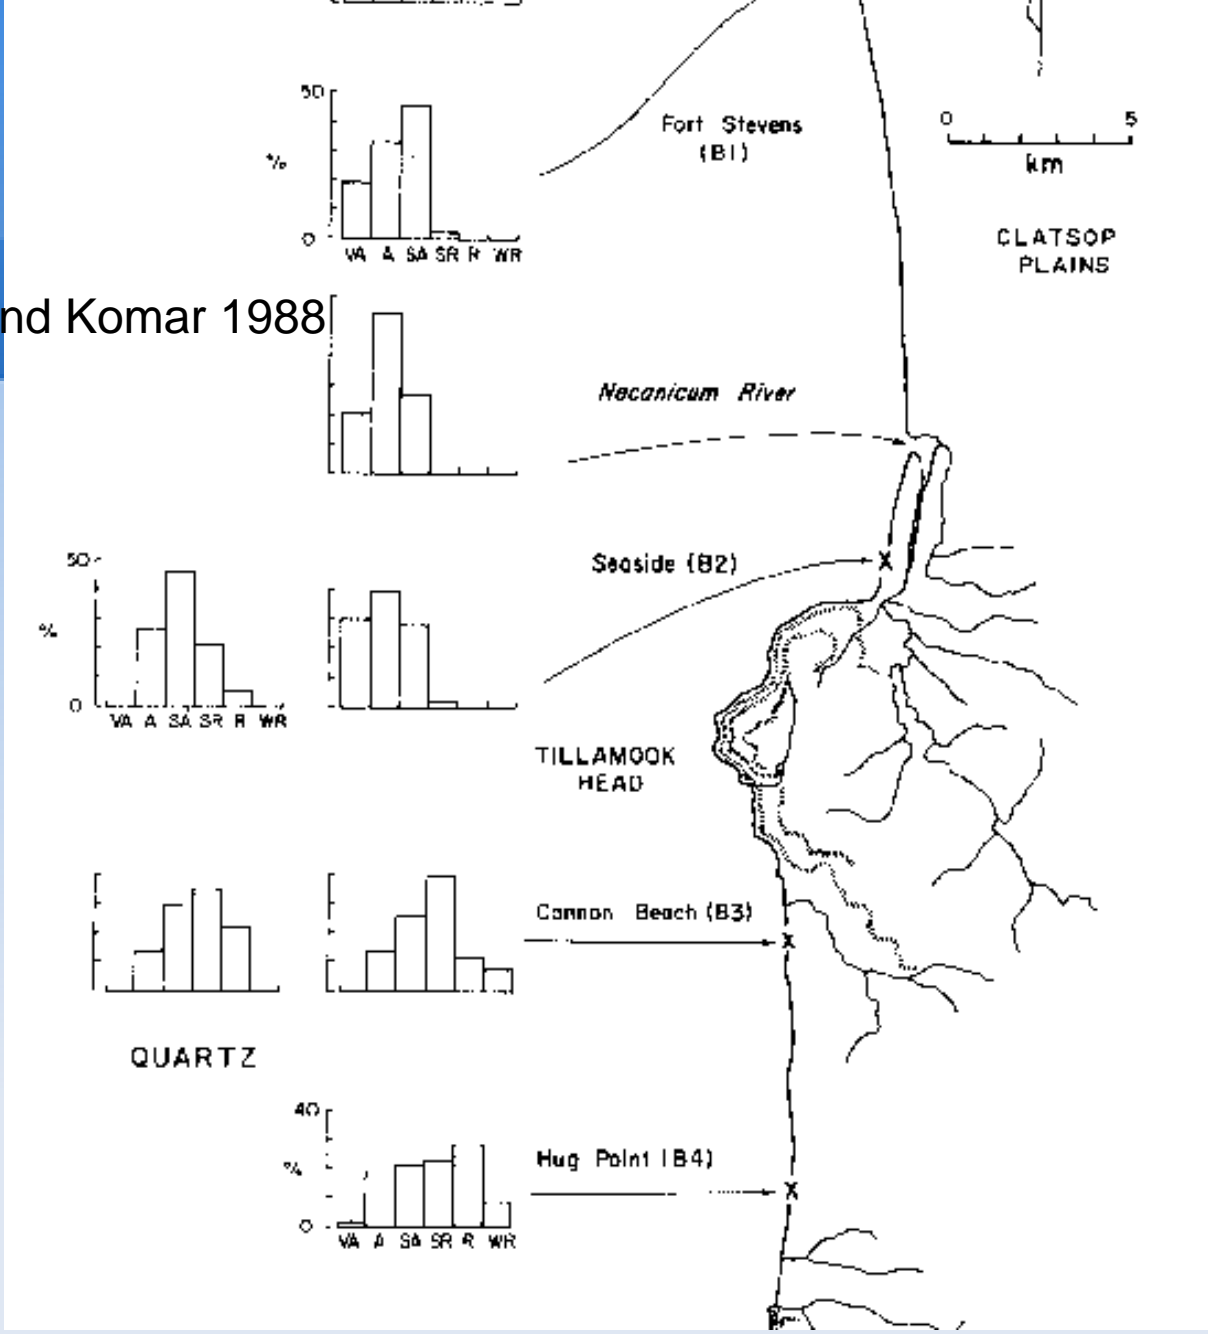 50
%
0
VA A SA SR R WR
Fort Stevens
(B1)
0 5
km
CLATSOP
PLAINS
nd Komar 1988
Necanicum River
50
%
0
VA A SA SR R WR
Seaside (B2)
TILLAMOOK
HEAD
Cannon Beach (B3)
QUARTZ
40
%
0
VA A SA SR R WR
Hug Point (B4)